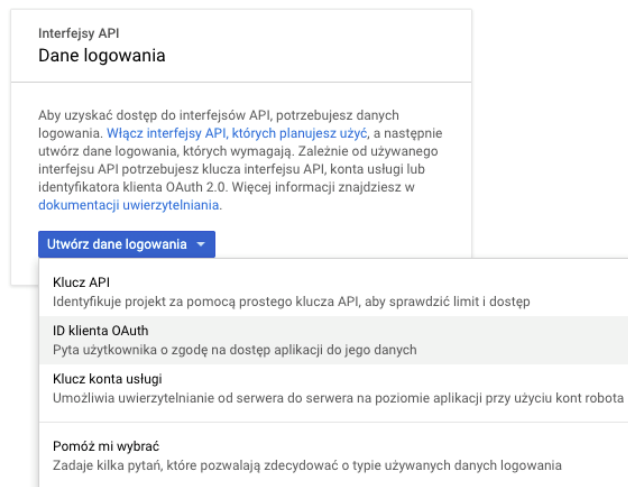 Interfejsy API
Dane logowania
Aby uzyskać dostęp do interfejsów API, potrzebujesz danych
logowania. Włącz interfejsy API, których planujesz użyć, a następnie
utwórz dane logowania, których wymagają. Zależnie od używanego
interfejsu API potrzebujesz klucza interfejsu API, konta usługi lub
identyfikatora klienta OAuth 2.0. Więcej informacji znajdziesz w
dokumentacji uwierzytelniania.
Utwórz dane logowania
Klucz API
Identyfikuje projekt za pomocą prostego klucza API, aby sprawdzić limit i dostęp
ID klienta OAuth
Pyta użytkownika o zgodę na dostęp aplikacji do jego danych
Klucz konta usługi
Umożliwia uwierzytelnianie od serwera do serwera na poziomie aplikacji przy użyciu kont robota
Pomóż mi wybrać
Zadaje kilka pytań, które pozwalają zdecydować o typie używanych danych logowania